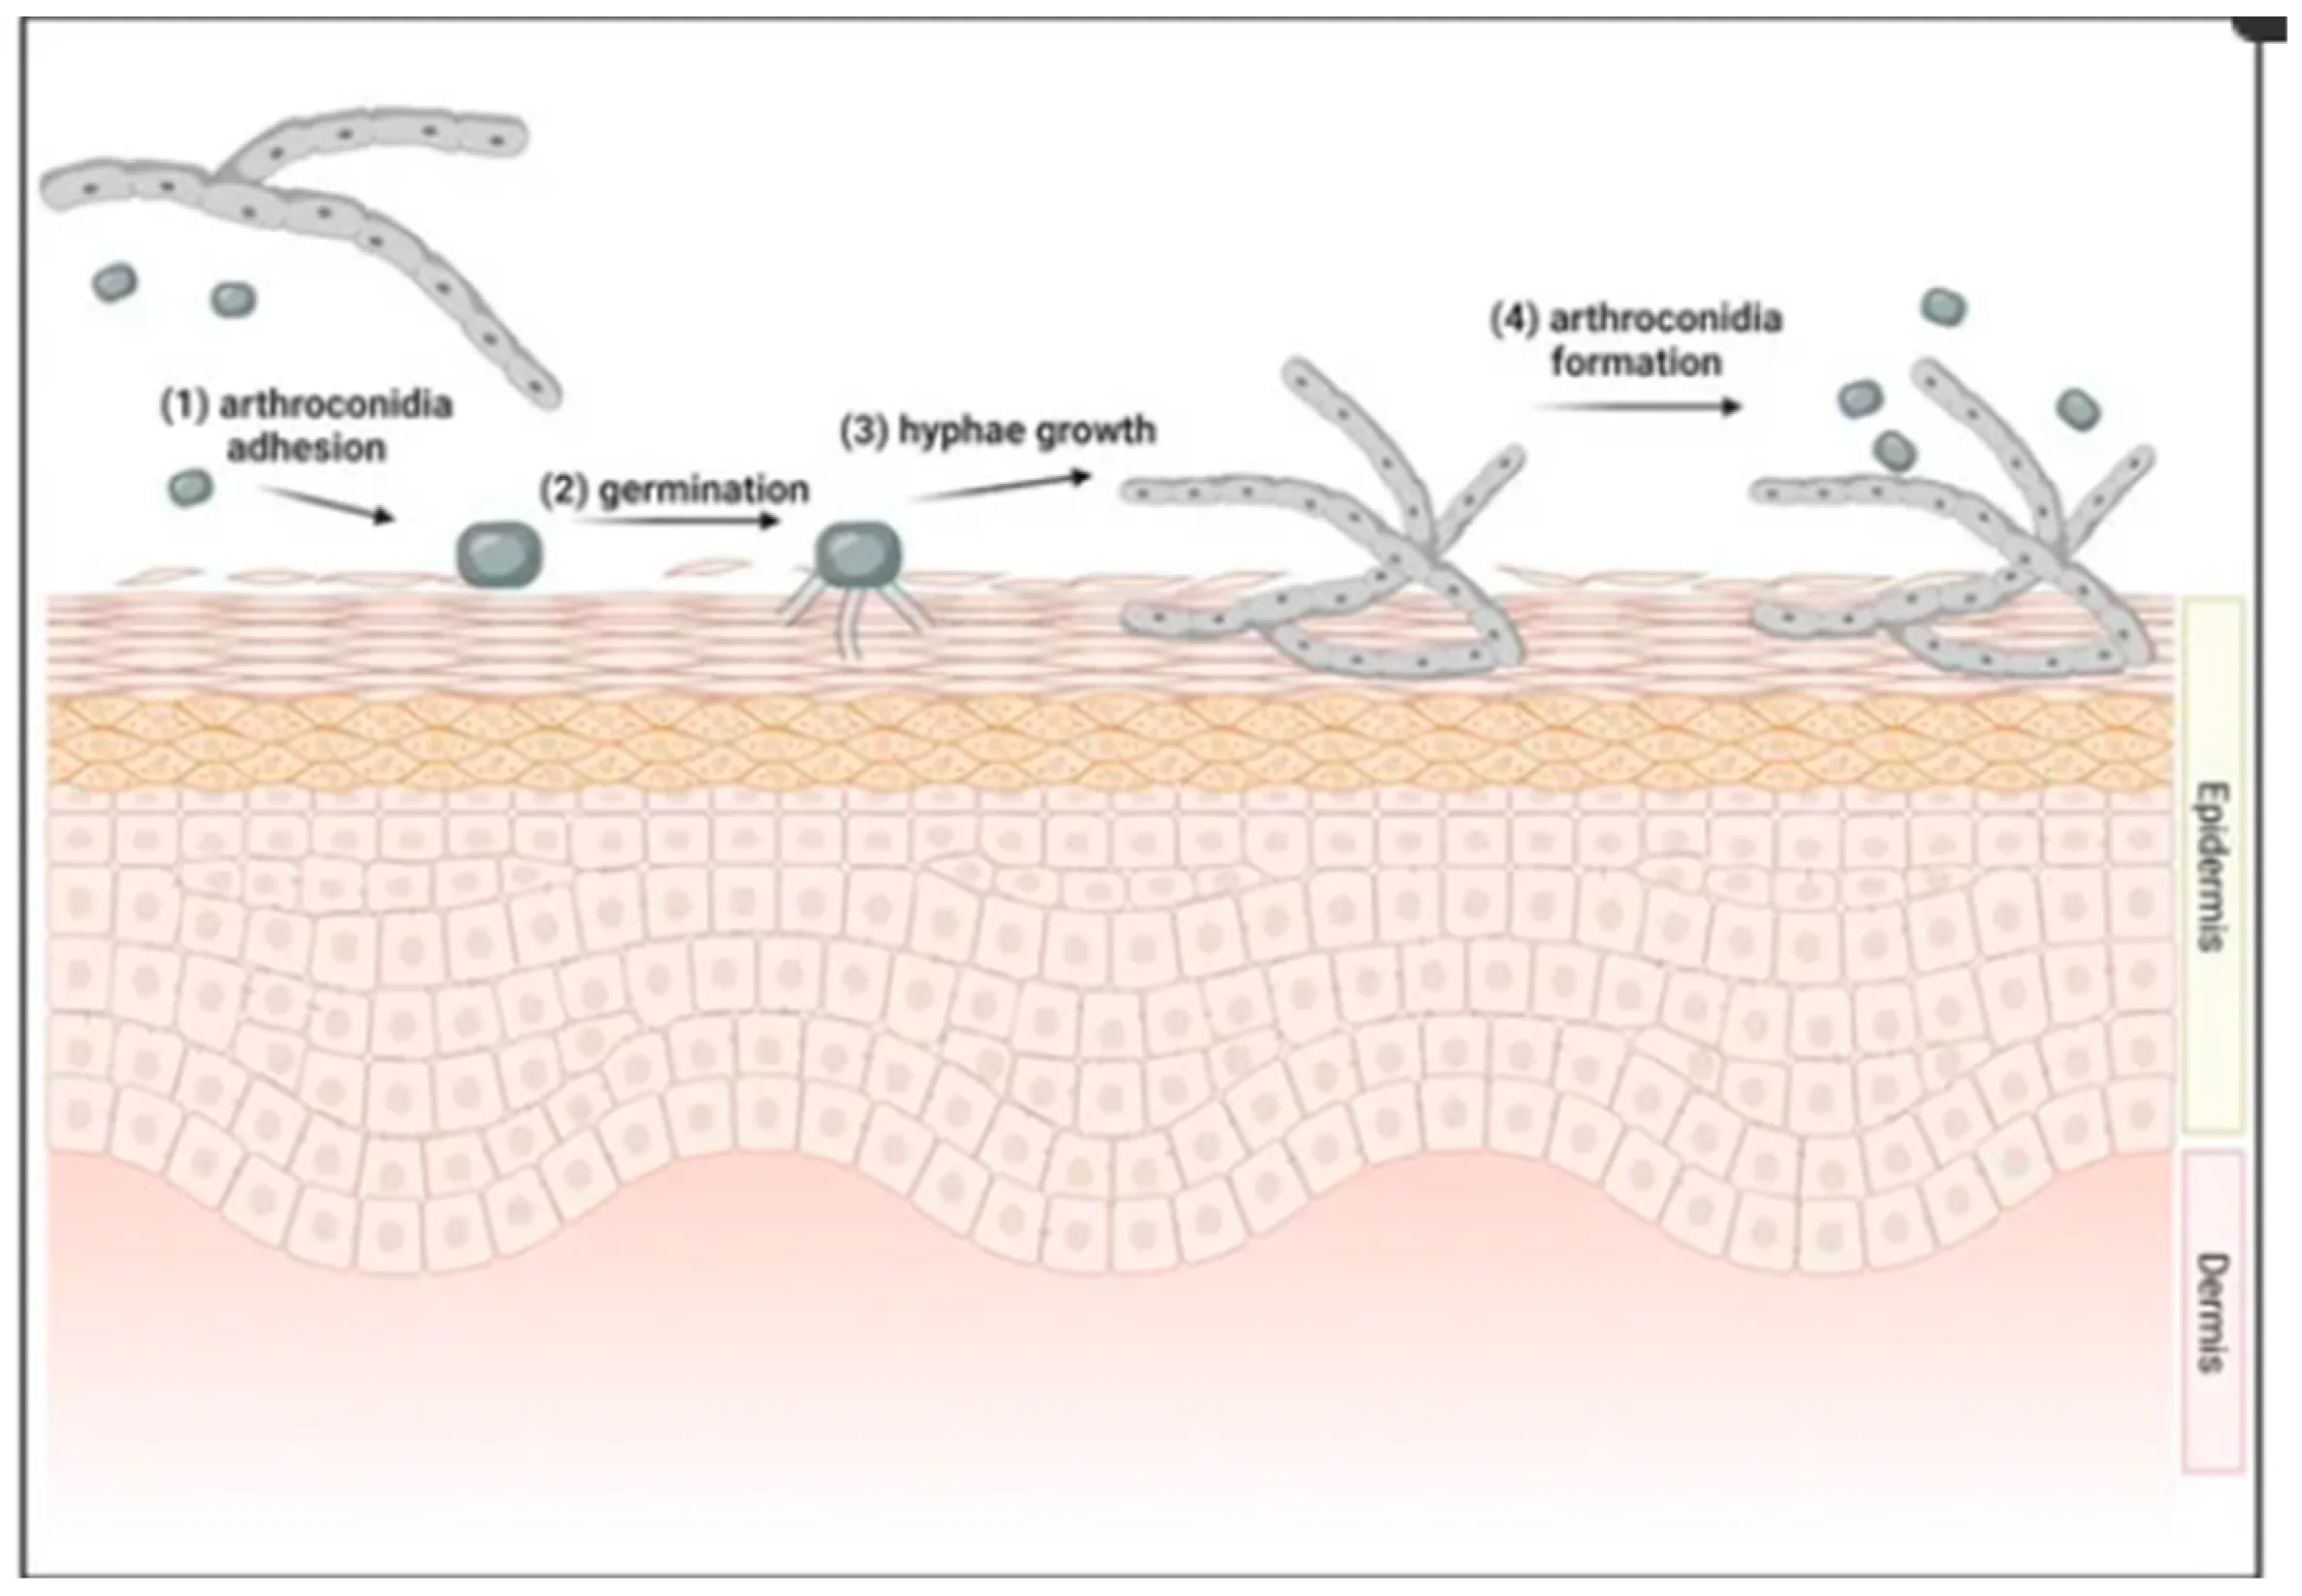 (1) arthroconidia
adhesion
(2) germination
(3) hyphae growth
(4) arthroconidia
formation
Epidermis
Dermis